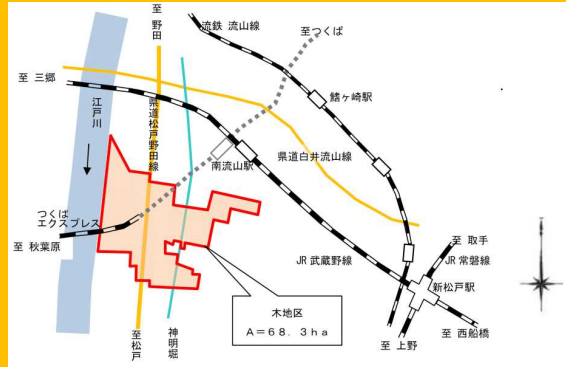 至
野
田
流鉄 流山線
至つくば
至 三郷
江戸川
県道松戸野田線
鰭ヶ崎駅
南流山駅
県道白井流山線
つくば
エクスプレス
至 秋葉原
至 取手
JR 常磐線
JR 武蔵野線
新松戸駅
木地区
A=68.3ha
至松戸
神明堀
至 上野
至 西船橋